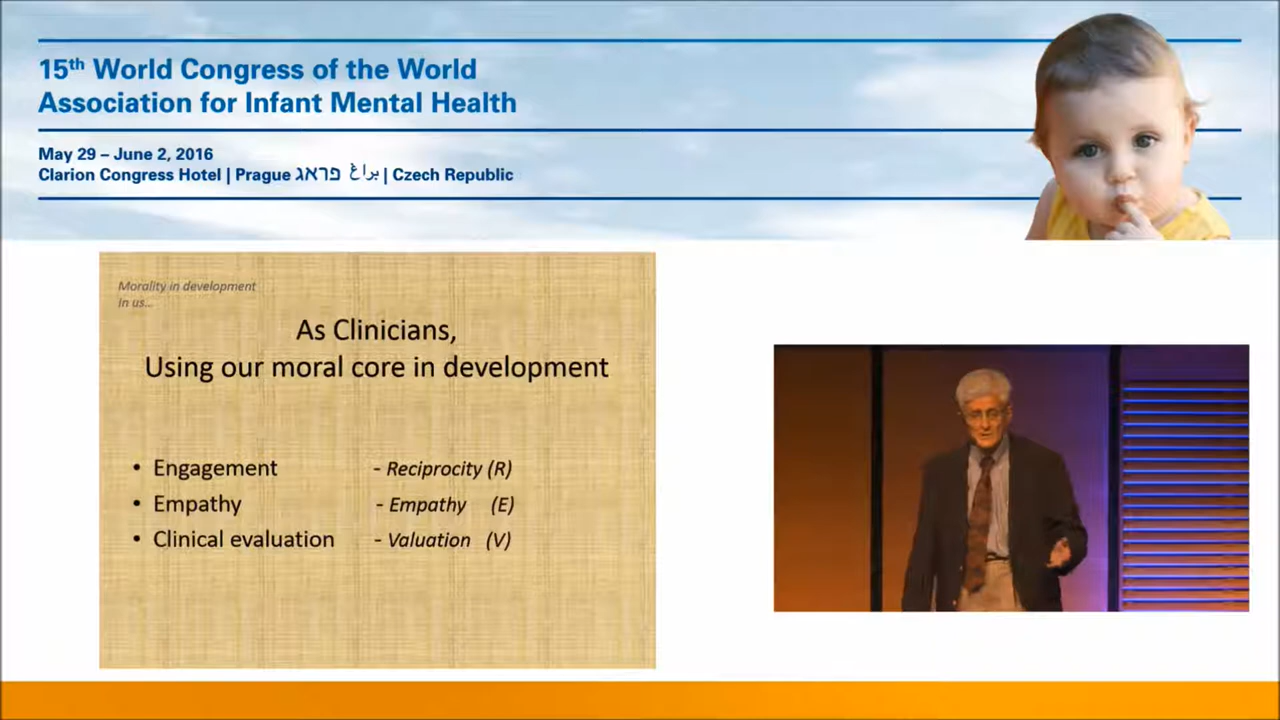 15th World Congress of the World
Association for Infant Mental Health
May 29 – June 2, 2016
Clarion Congress Hotel | Prague פראג براغ | Czech Republic
Morality in development
In us...
As Clinicians,
Using our moral core in development
• Engagement - Reciprocity (R)
• Empathy - Empathy (E)
• Clinical evaluation - Valuation (V)